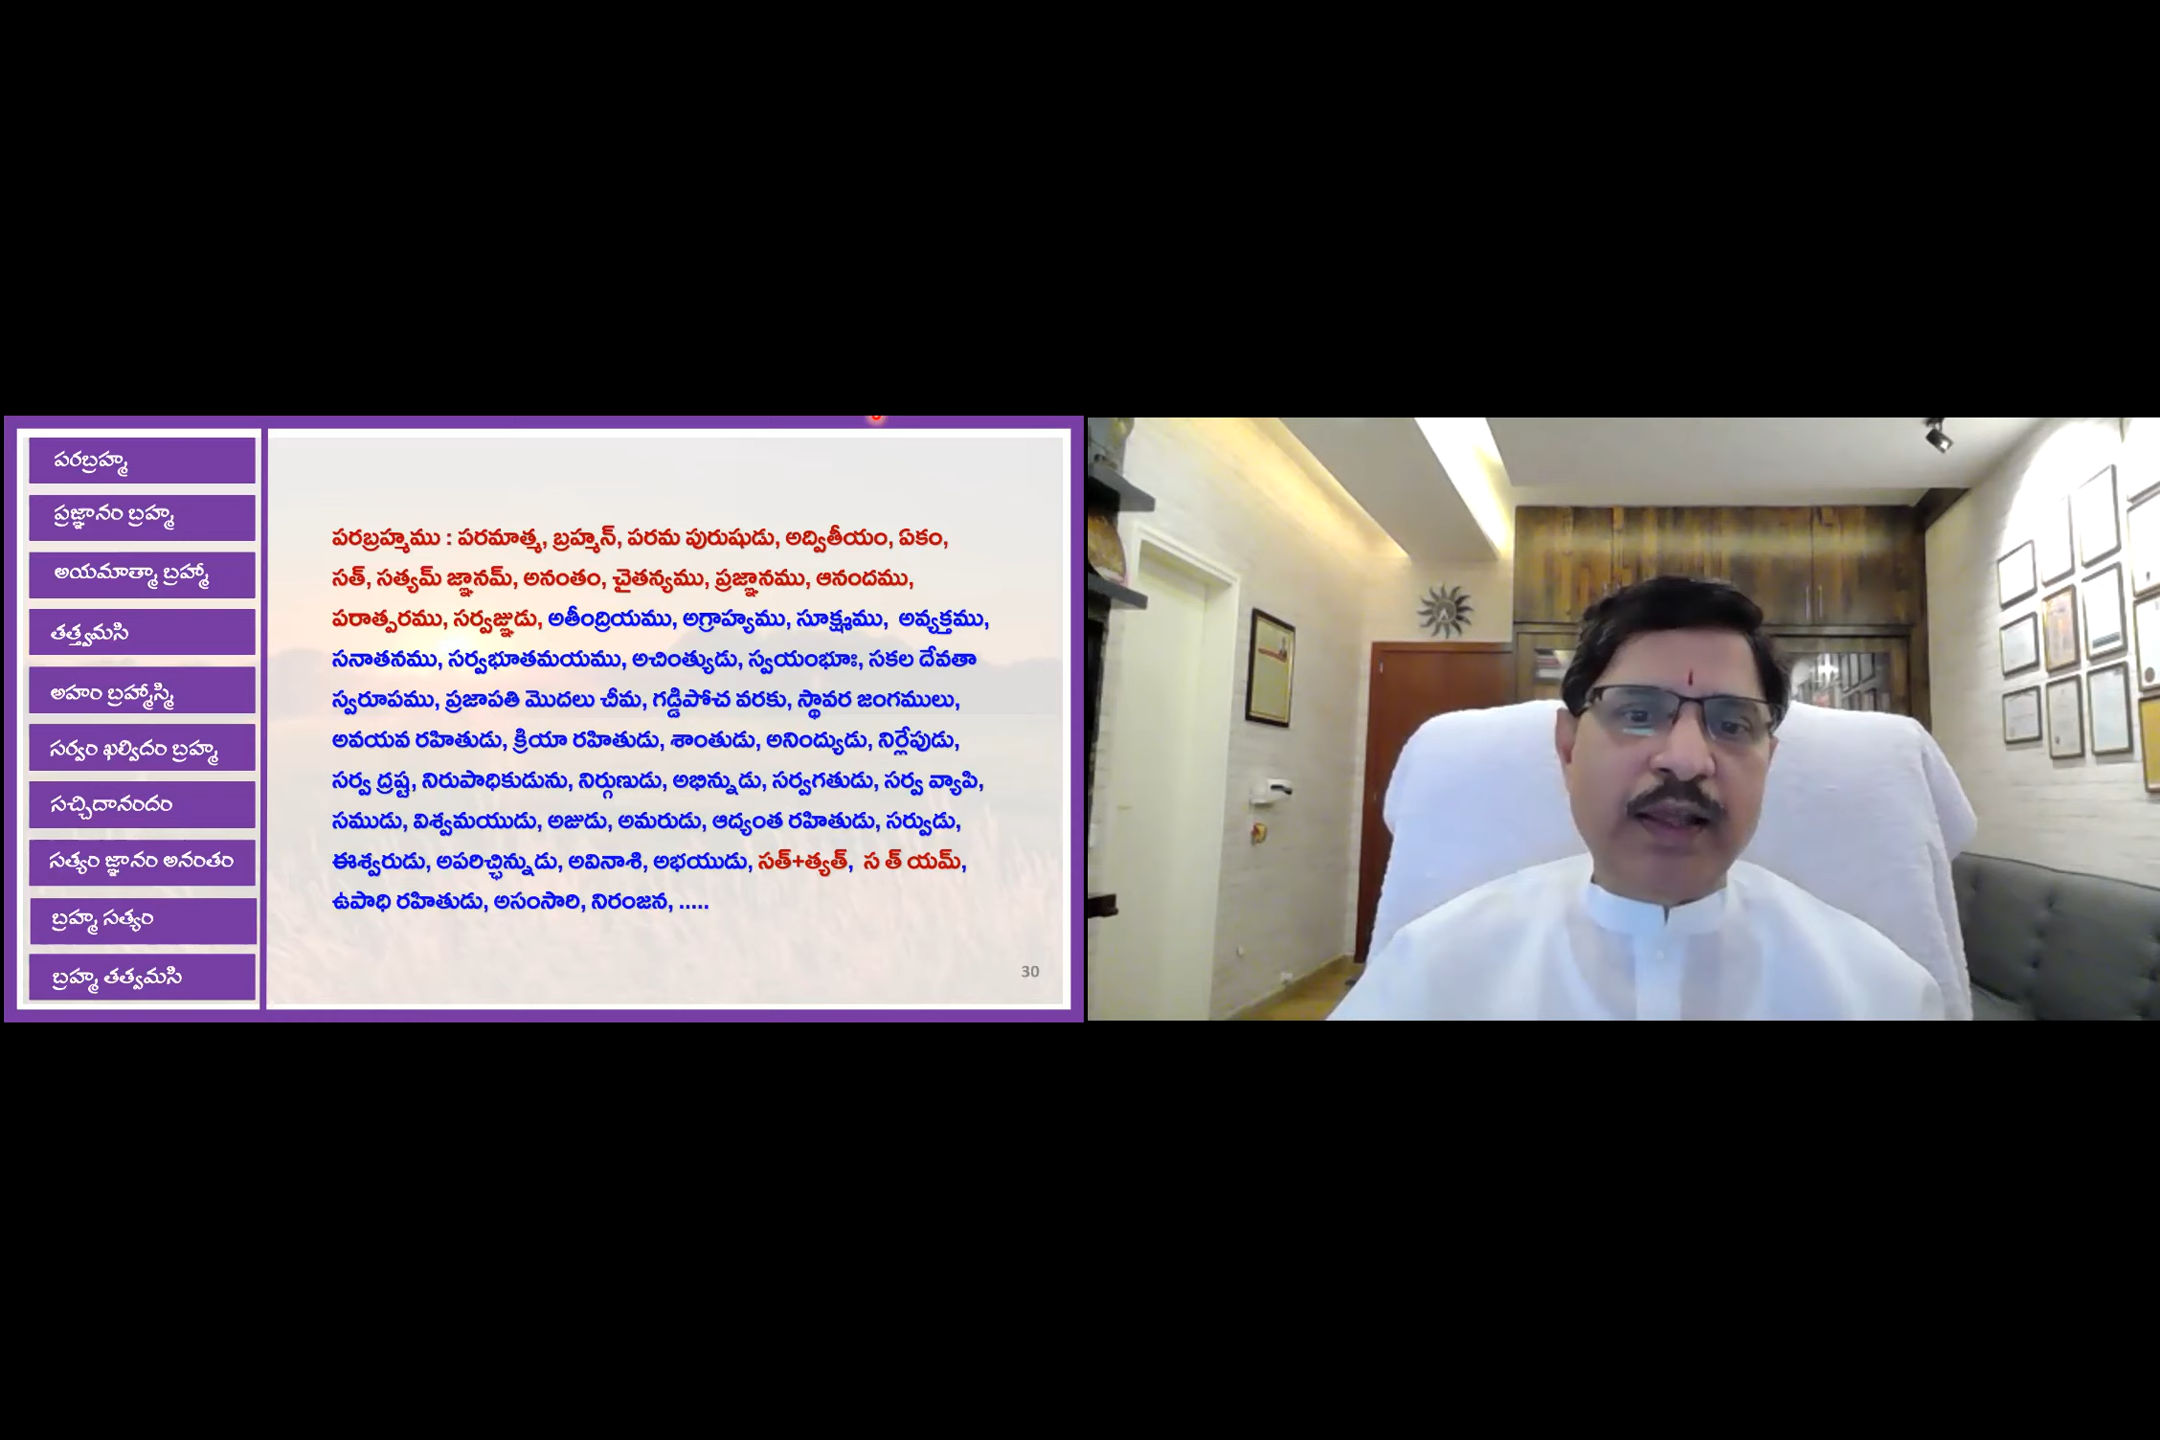 పరబ్రహ్మ
ప్రజ్ఞానం బ్రహ్మ
అయమాత్మా బ్రహ్మా
తత్త్వమసి
అహం బ్రహ్మాస్మి
సర్వం ఖల్విదం బ్రహ్మ
సచ్చిదానందం
సత్యం జ్ఞానం అనంతం
బ్రహ్మ సత్యం
బ్రహ్మ తత్వమసి
పరబ్రహ్మము : పరమాత్మ, బ్రహ్మన్, పరమ పురుషుడు, అద్వితీయం, ఏకం,
సత్, సత్యమ్ జ్ఞానమ్, అనంతం, చైతన్యము, ప్రజ్ఞానము, ఆనందము,
పరాత్పరము, సర్వజ్ఞుడు, అతీంద్రియము, అగ్రాహ్యము, సూక్ష్మము, అవ్యక్తము,
సనాతనము, సర్వభూతమయము, అచింత్యుడు, స్వయంభూః, సకల దేవతా
స్వరూపము, ప్రజాపతి మొదలు చీమ, గడ్డిపోచ వరకు, స్థావర జంగములు,
అవయవ రహితుడు, క్రియా రహితుడు, శాంతుడు, అనింద్యుడు, నిర్లేపుడు,
సర్వ ద్రష్ట, నిరుపాధికుడును, నిర్గుణుడు, అభిన్నుడు, సర్వగతుడు, సర్వ వ్యాపి,
సముడు, విశ్వమయుడు, అజుడు, అమరుడు, ఆద్యంత రహితుడు, సర్వుడు,
ఈశ్వరుడు, అపరిచ్ఛిన్నుడు, అవినాశి, అభయుడు, సత్+త్యత్, స త్ యమ్,
ఉపాధి రహితుడు, అసంసారి, నిరంజన, .....
30